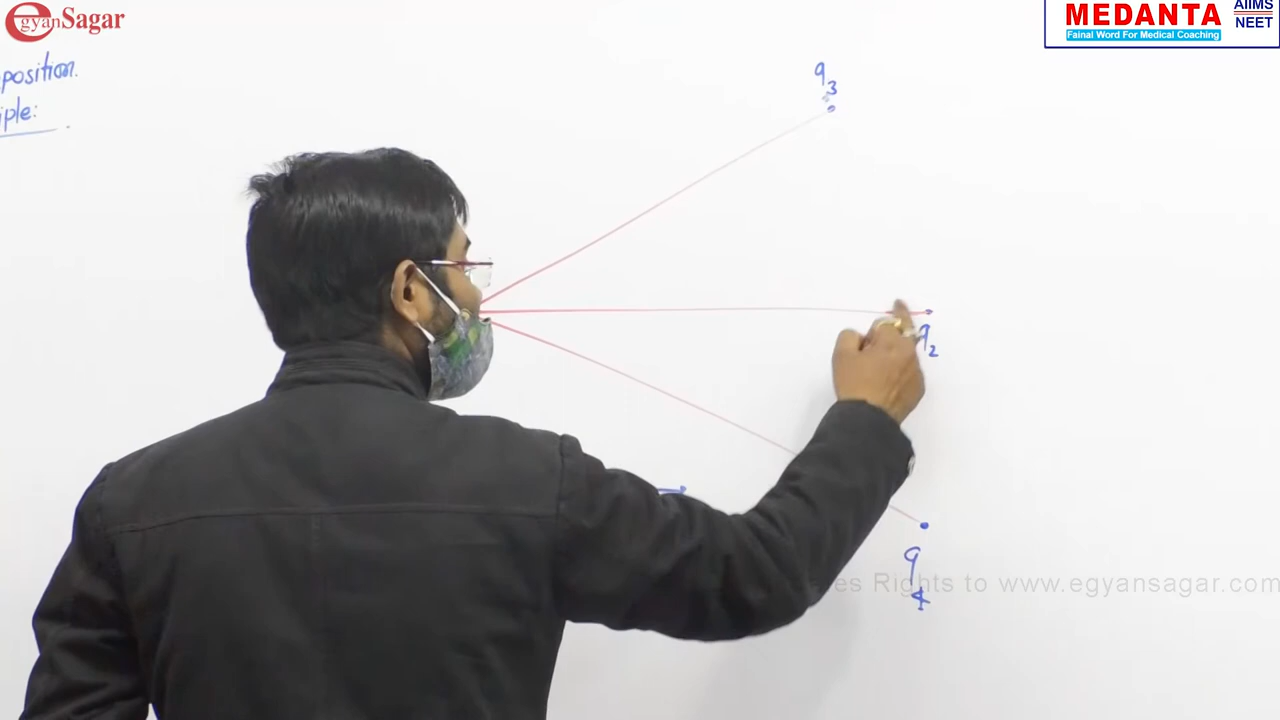 egyanSagar
MEDANTA
Fainal Word For Medical Coaching
AIIMS
NEET
position.
iple:
q3
q2
q
4
es Rights to www.egyansagar.com